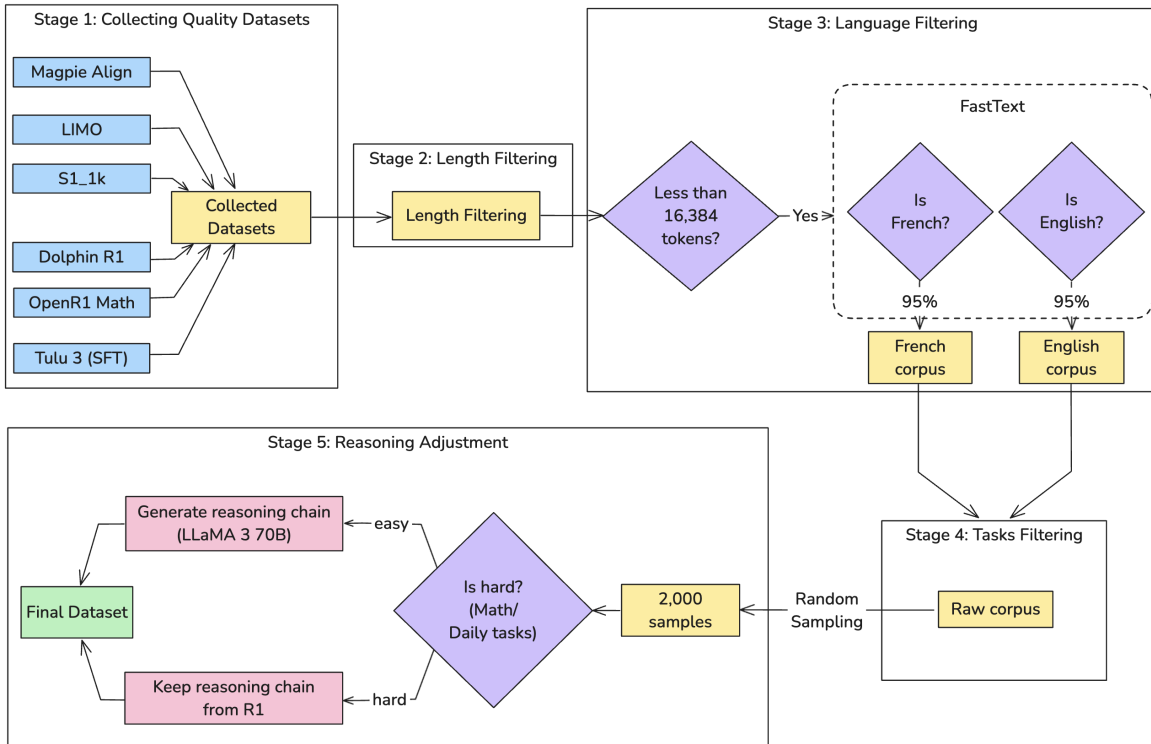 Stage 1: Collecting Quality Datasets
Magpie Align
LIMO
S1_1k
Collected
Datasets
Dolphin R1
OpenR1 Math
Tulu 3 (SFT)
Stage 2: Length Filtering
Length Filtering
Stage 3: Language Filtering
Less than
16,384
tokens?
Yes
FastText
Is
French?
Is
English?
95%
95%
French
corpus
English
corpus
Stage 4: Tasks Filtering
Raw corpus
Random
Sampling
Stage 5: Reasoning Adjustment
2,000
samples
Is hard?
(Math/
Daily tasks)
easy
Generate reasoning chain
(LLaMA 3 70B)
hard
Keep reasoning chain
from R1
Final Dataset